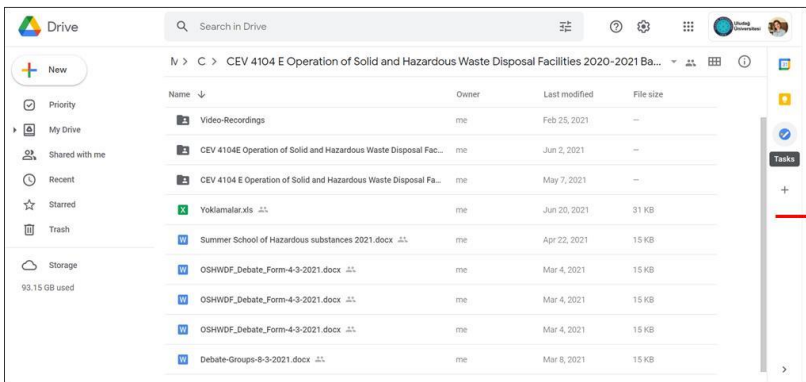 Drive
Search in Drive
Uludağ
Üniversitesi
New
Priority
My Drive
Shared with me
Recent
Starred
Trash
Storage
93.15 GB used
> C > CEV 4104 E Operation of Solid and Hazardous Waste Disposal Facilities 2020-2021 Ba...
Name Owner Last modified File size
Video-Recordings me Feb 25, 2021 —
CEV 4104E Operation of Solid and Hazardous Waste Disposal Fac... me Jun 2, 2021 —
CEV 4104 E Operation of Solid and Hazardous Waste Disposal Fa... me May 7, 2021 —
X Yoklamalar.xls me Jun 20, 2021 31 KB
W Summer School of Hazardous substances 2021.docx me Apr 22, 2021 15 KB
W OSHWDF_Debate_Form-4-3-2021.docx me Mar 4, 2021 15 KB
W OSHWDF_Debate_Form-4-3-2021.docx me Mar 4, 2021 15 KB
W OSHWDF_Debate_Form-4-3-2021.docx me Mar 4, 2021 15 KB
W Debate-Groups-8-3-2021.docx me Mar 8, 2021 15 KB
Tasks